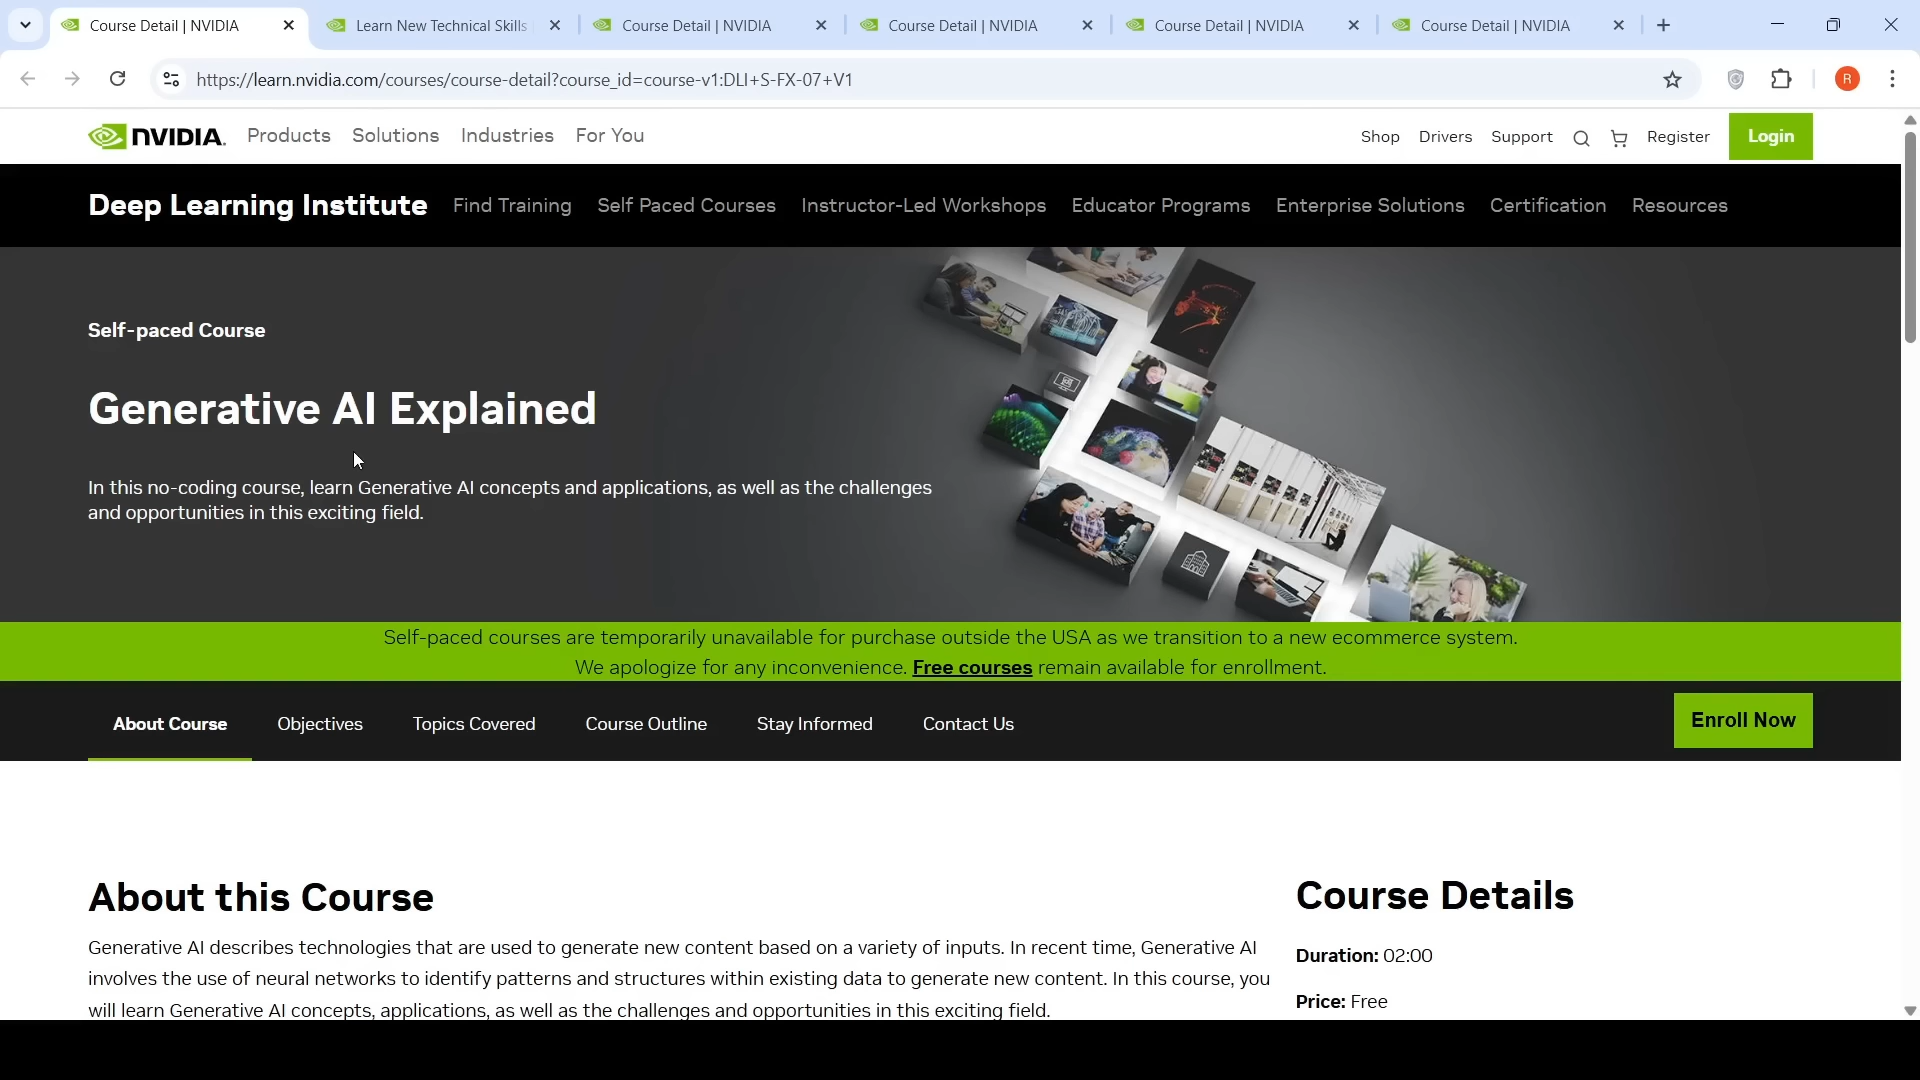 Course Detail | NVIDIA
Learn New Technical Skills
Course Detail | NVIDIA
Course Detail | NVIDIA
Course Detail | NVIDIA
Course Detail | NVIDIA
https://learn.nvidia.com/courses/course-detail?course_id=course-v1:DLI+S-FX-07+V1
R
NVIDIA.
Products
Solutions
Industries
For You
Shop
Drivers
Support
Register
Login
Deep Learning Institute
Find Training
Self Paced Courses
Instructor-Led Workshops
Educator Programs
Enterprise Solutions
Certification
Resources
Self-paced Course
Generative AI Explained
In this no-coding course, learn Generative AI concepts and applications, as well as the challenges
and opportunities in this exciting field.
Self-paced courses are temporarily unavailable for purchase outside the USA as we transition to a new ecommerce system.
We apologize for any inconvenience. Free courses remain available for enrollment.
About Course
Objectives
Topics Covered
Course Outline
Stay Informed
Contact Us
Enroll Now
About this Course
Generative AI describes technologies that are used to generate new content based on a variety of inputs. In recent time, Generative AI
involves the use of neural networks to identify patterns and structures within existing data to generate new content. In this course, you
will learn Generative AI concepts, applications, as well as the challenges and opportunities in this exciting field.
Course Details
Duration: 02:00
Price: Free